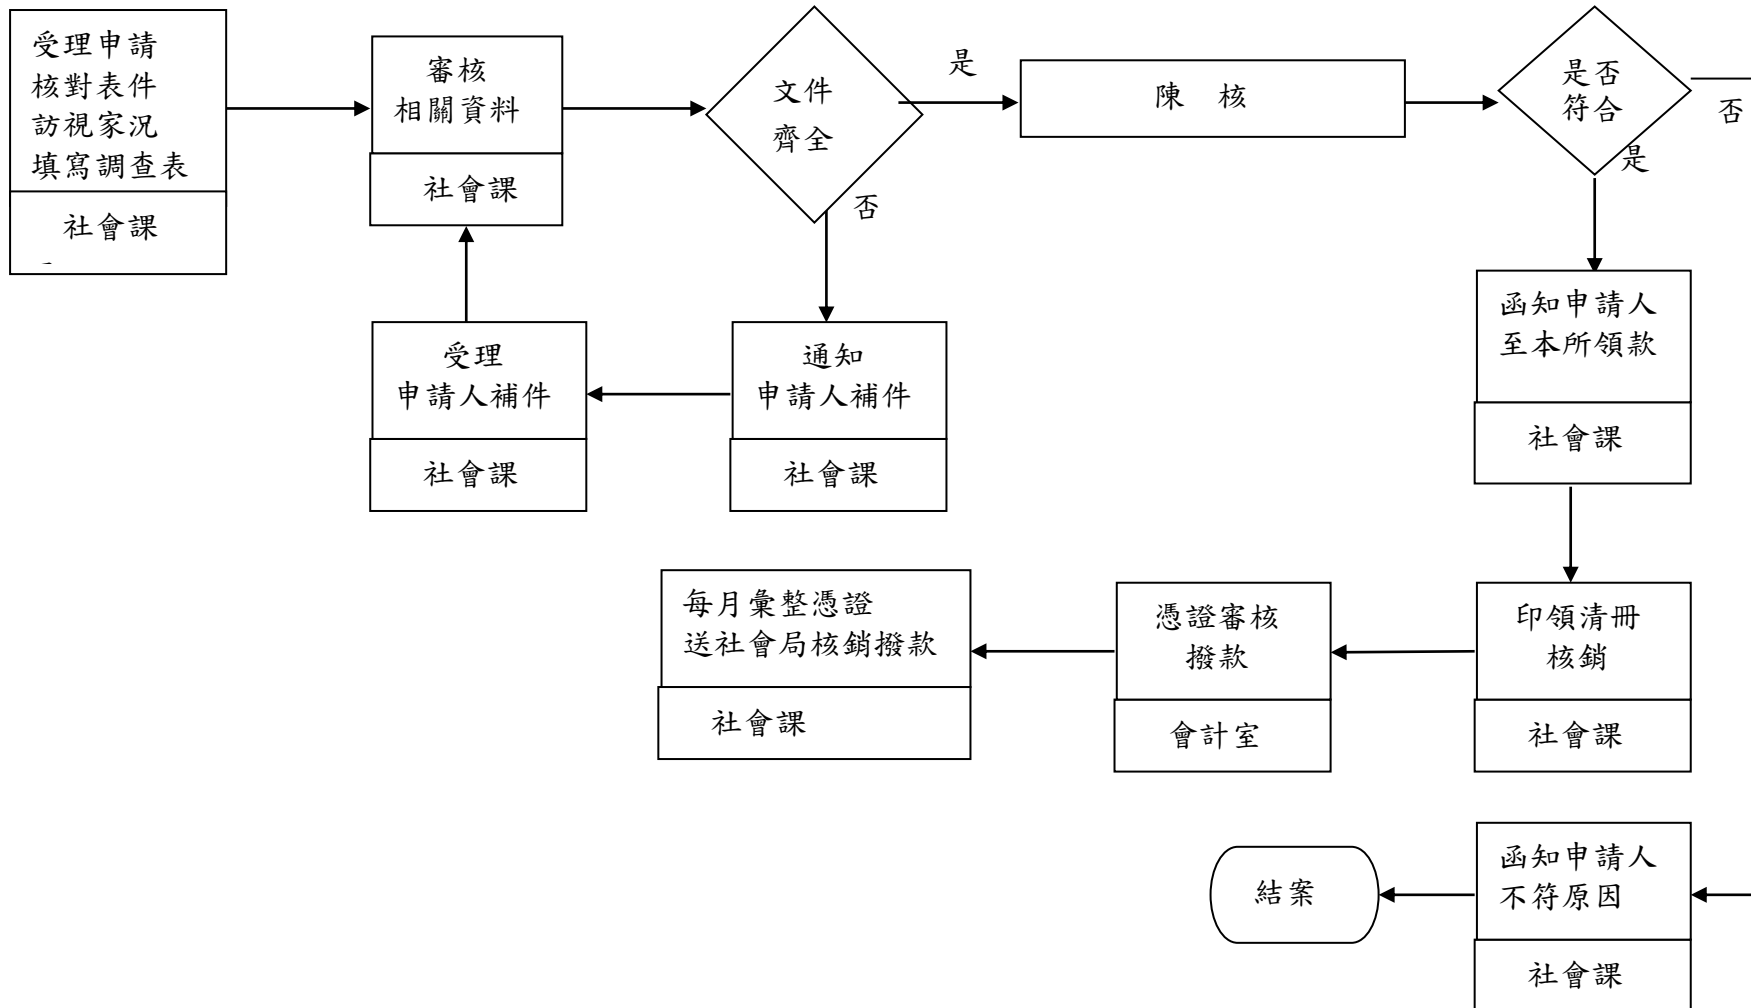 受理申請
核對表件
訪視家況
填寫調查表
社會課
審核
相關資料
社會課
文件
齊全
是
否
陳　核
是否
符合
是
否
受理
申請人補件
社會課
通知
申請人補件
社會課
函知申請人
至本所領款
社會課
每月彙整憑證
送社會局核銷撥款
社會課
憑證審核
撥款
會計室
印領清冊
核銷
社會課
結案
函知申請人
不符原因
社會課